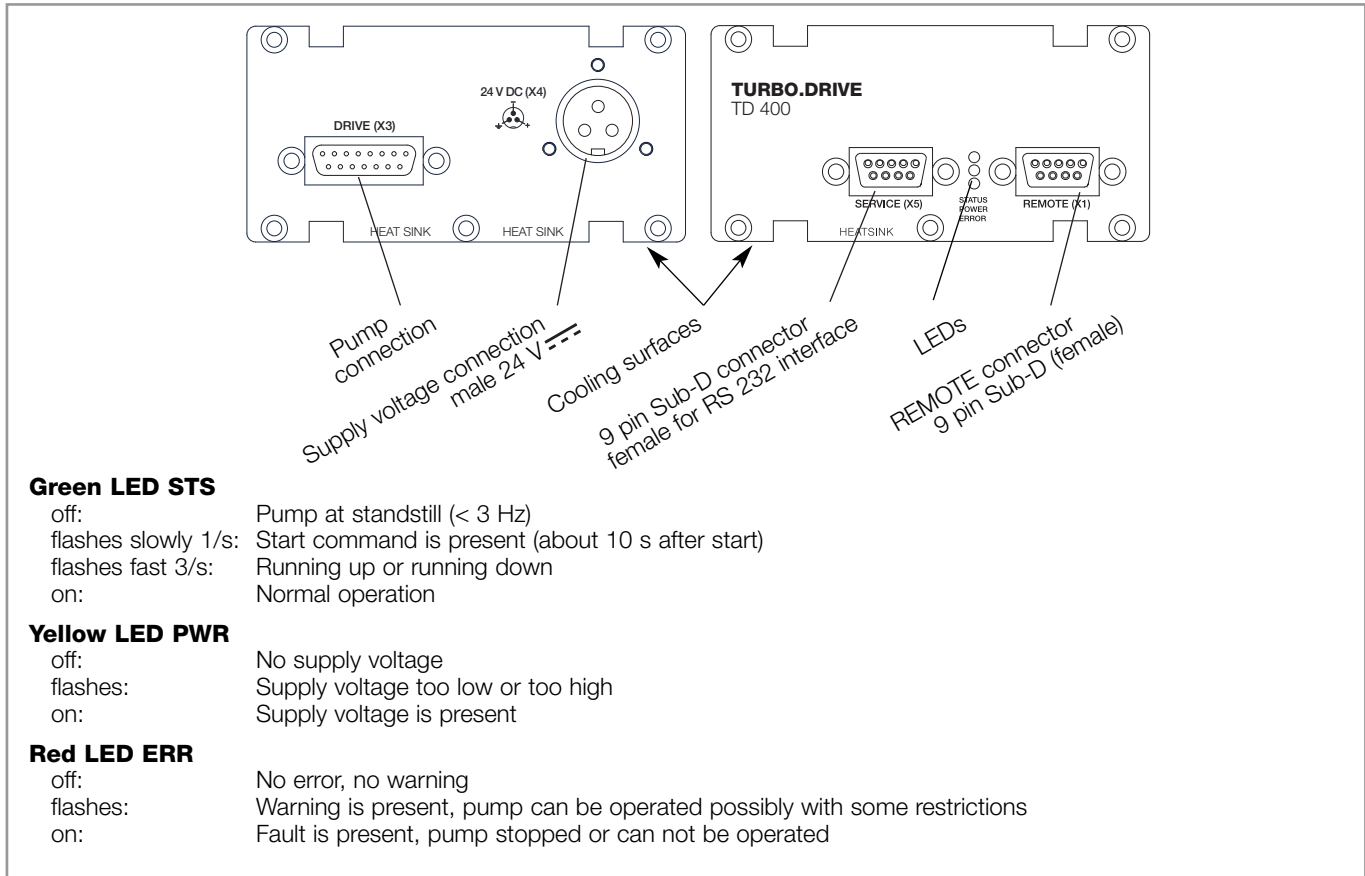 24 V DC (X4)
DRIVE (X3)
HEAT SINK
HEAT SINK
TURBO.DRIVE
TD 400
SERVICE (X5)
STATUS
POWER
ERROR
REMOTE (X1)
HEATSINK
Pump
connection
Supply voltage connection
male 24 V
Cooling surfaces
9 pin Sub-D connector
female for RS 232 interface
LEDs
REMOTE connector
9 pin Sub-D (female)
Green LED STS
off: Pump at standstill (< 3 Hz)
flashes slowly 1/s: Start command is present (about 10 s after start)
flashes fast 3/s: Running up or running down
on: Normal operation
Yellow LED PWR
off: No supply voltage
flashes: Supply voltage too low or too high
on: Supply voltage is present
Red LED ERR
off: No error, no warning
flashes: Warning is present, pump can be operated possibly with some restrictions
on: Fault is present, pump stopped or can not be operated